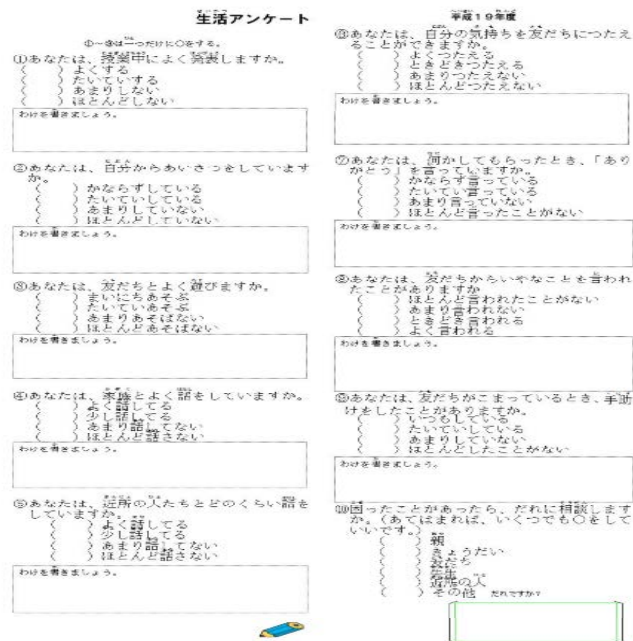 生活アンケート
①～⑨は一つだけに○をする。
①あなたは、授業中によく発表しますか。
(　　) よくする
(　　) たいていする
(　　) あまりしない
(　　) ほとんどしない
わけを書きましょう。
②あなたは、自分からあいさつをしています
か。
(　　) かならずしている
(　　) たいていしている
(　　) あまりしていない
(　　) ほとんどしていない
わけを書きましょう。
③あなたは、友だちとよく遊びますか。
(　　) まいにちあそぶ
(　　) たいていあそぶ
(　　) あまりあそばない
(　　) ほとんどあそばない
わけを書きましょう。
④あなたは、家族とよく話をしていますか。
(　　) よく話してる
(　　) 少し話してる
(　　) あまり話してない
(　　) ほとんど話さない
わけを書きましょう。
⑤あなたは、近所の人たちとどのくらい話を
していますか。
(　　) よく話してる
(　　) 少し話してる
(　　) あまり話してない
(　　) ほとんど話さない
わけを書きましょう。
平成１９年度
⑥あなたは、自分の気持ちを友だちにつたえ
ることができますか。
(　　) よくつたえる
(　　) ときどきつたえる
(　　) あまりつたえない
(　　) ほとんどつたえない
わけを書きましょう。
⑦あなたは、何かしてもらったとき、「あり
がとう」を言っていますか。
(　　) かならず言っている
(　　) たいてい言っている
(　　) あまり言っていない
(　　) ほとんど言ったことがない
わけを書きましょう。
⑧あなたは、友だちからいやなことを言われ
たことがありますか
(　　) ほとんど言われたことがない
(　　) あまり言われない
(　　) ときどき言われる
(　　) よく言われる
わけを書きましょう。
⑨あなたは、友だちがこまっているとき、手助
けをしたことがありますか。
(　　) いつもしている
(　　) たいていしている
(　　) あまりしていない
(　　) ほとんどしたことがない
わけを書きましょう。
⑩困ったことがあったら、だれに相談します
か。(あてはまれば、いくつでも○をして
いいです。)
(　　) 親
(　　) きょうだい
(　　) 友だち
(　　) 先生
(　　) 近所の人
(　　) その他　だれですか？